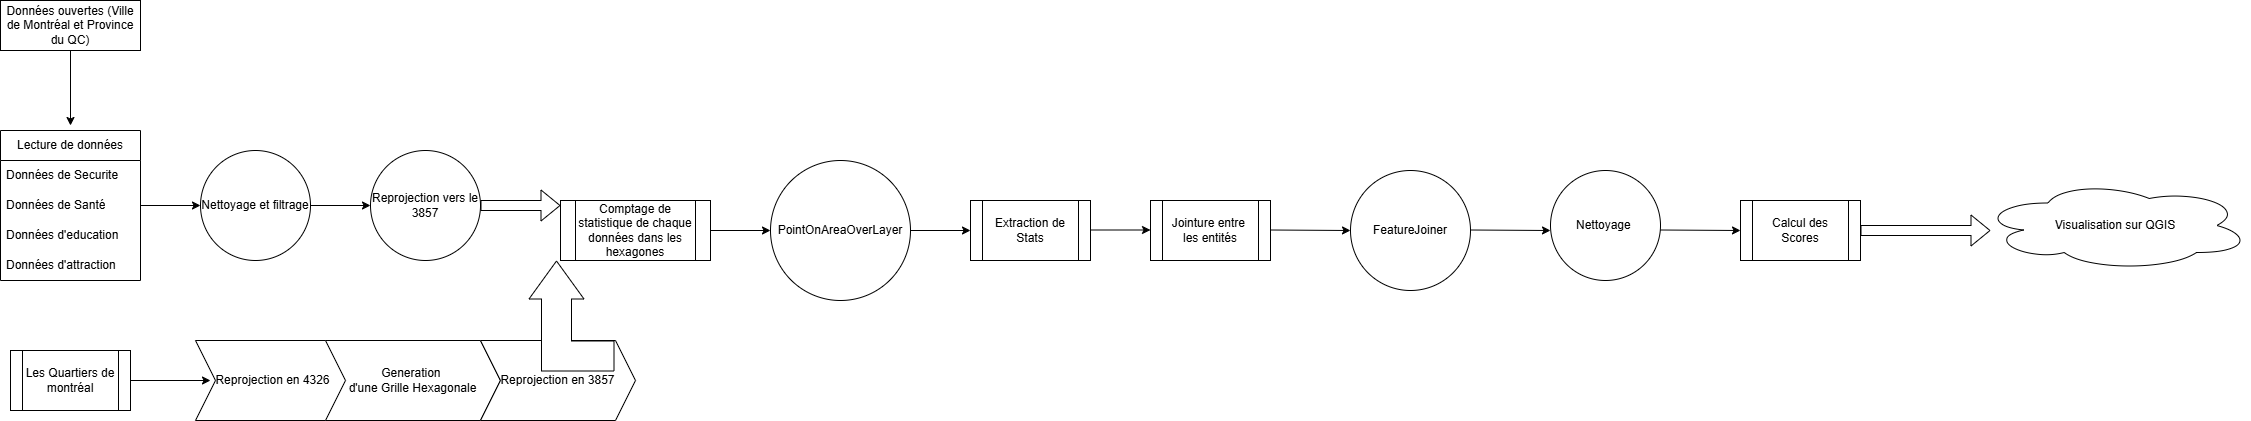 Données ouvertes (Ville
de Montréal et Province
du QC)
Lecture de données
Données de Securite
Données de Santé
Données d'education
Données d'attraction
Nettoyage et filtrage
Reprojection vers le
3857
Comptage de
statistique de chaque
données dans les
hexagones
PointOnAreaOverLayer
Extraction de
Stats
Jointure entre
les entités
FeatureJoiner
Nettoyage
Calcul des
Scores
Visualisation sur QGIS
Les Quartiers de
montréal
Reprojection en 4326
Generation
d'une Grille Hexagonale
Reprojection en 3857